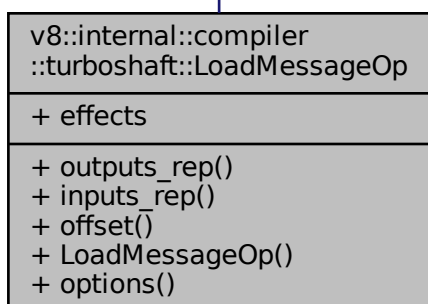 v8::internal::compiler
::turboshaft::LoadMessageOp
+ effects
+ outputs_rep()
+ inputs_rep()
+ offset()
+ LoadMessageOp()
+ options()